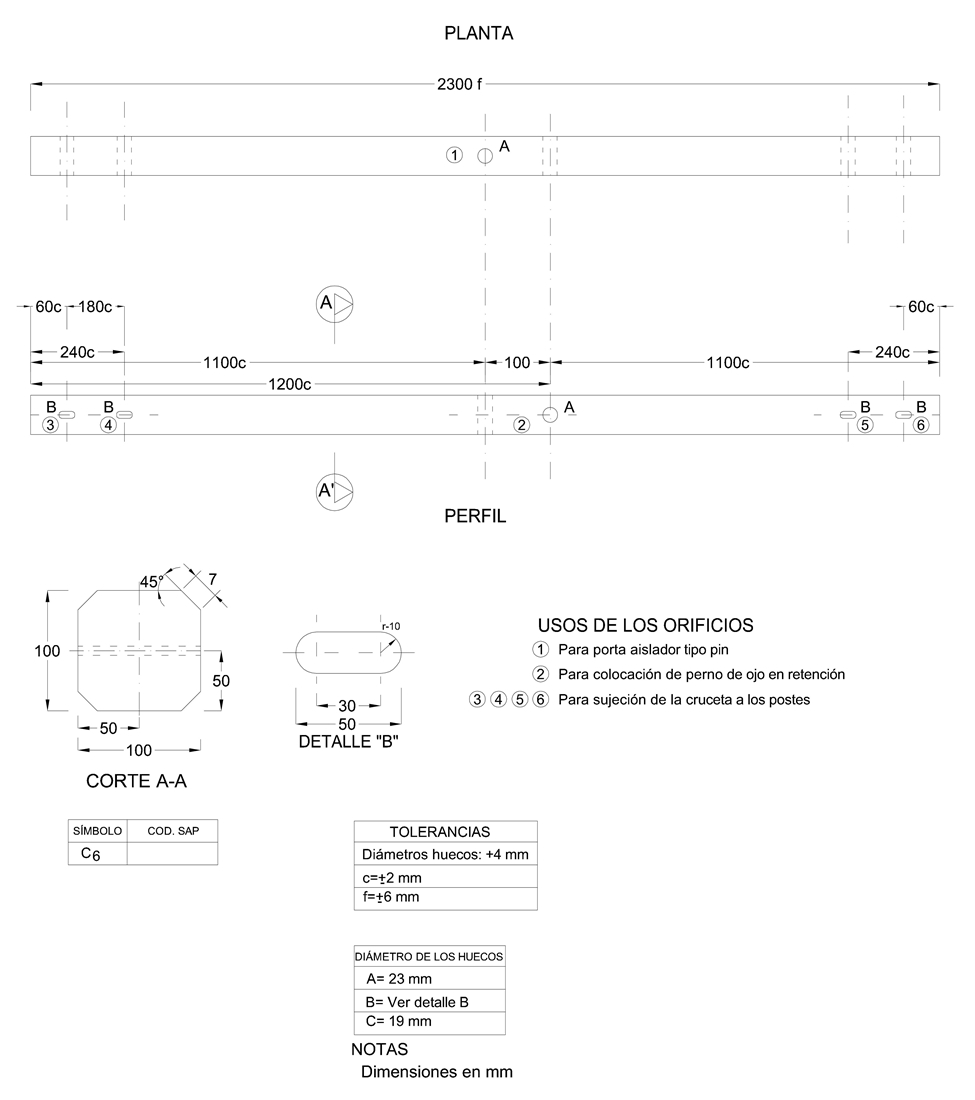 PLANTA
2300 f
1 A
A
60c 180c 60c
240c 1100c 100 1100c 240c
1200c
B B A B B
3 4 2 5 6
A'
PERFIL
45° 7
100
50
50
100
CORTE A-A
r-10
30
50
DETALLE "B"
USOS DE LOS ORIFICIOS
1 Para porta aislador tipo pin
2 Para colocación de perno de ojo en retención
3 4 5 6 Para sujeción de la cruceta a los postes
SÍMBOLO COD. SAP
C6
TOLERANCIAS
Diámetros huecos: +4 mm
c=±2 mm
f=±6 mm
DIÁMETRO DE LOS HUECOS
A= 23 mm
B= Ver detalle B
C= 19 mm
NOTAS
Dimensiones en mm